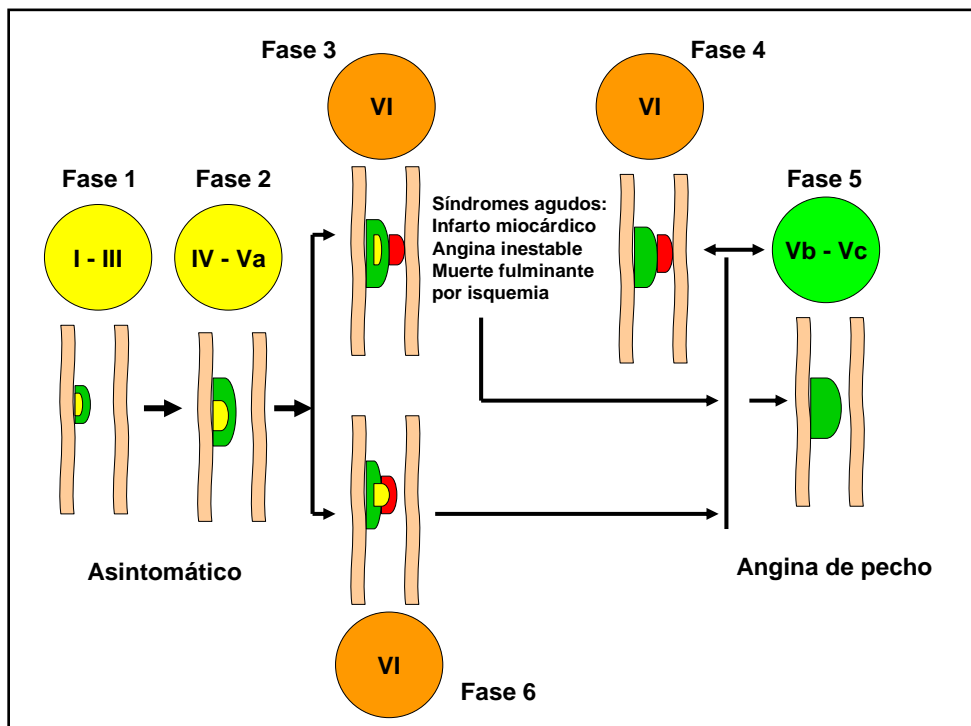 Fase 3
VI
Fase 4
VI
Fase 1
I - III
Fase 2
IV - Va
Síndromes agudos:
Infarto miocárdico
Angina inestable
Muerte fulminante
por isquemia
Fase 5
Vb - Vc
Asintomático
Angina de pecho
VI
Fase 6